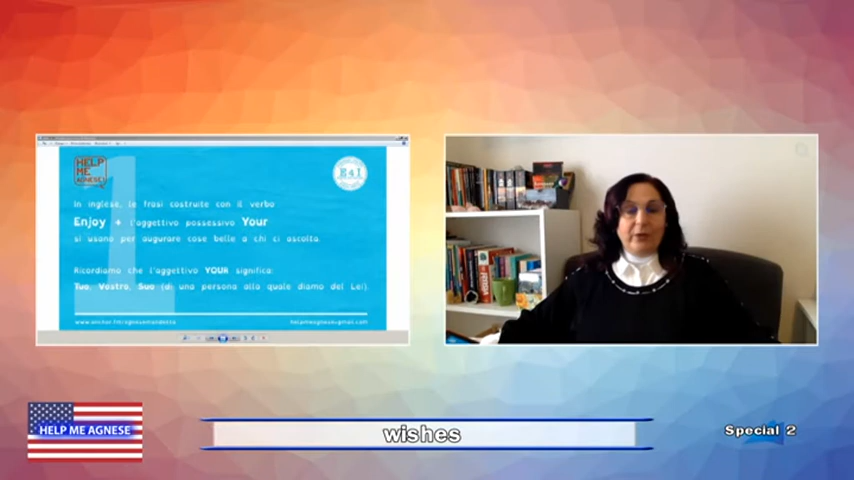 HELP
ME
AGNESE!
E4I
In inglese, le frasi costruite con il verbo
Enjoy + l'aggettivo possessivo Your
si usano per augurare cose belle a chi ci ascolta.
Ricordiamo che l'aggettivo YOUR significa:
Tuo, Vostro, Suo (di una persona alla quale diamo del Lei)
helpmeagnese@gmail.com
HELP ME AGNESE
wishes
Special 2